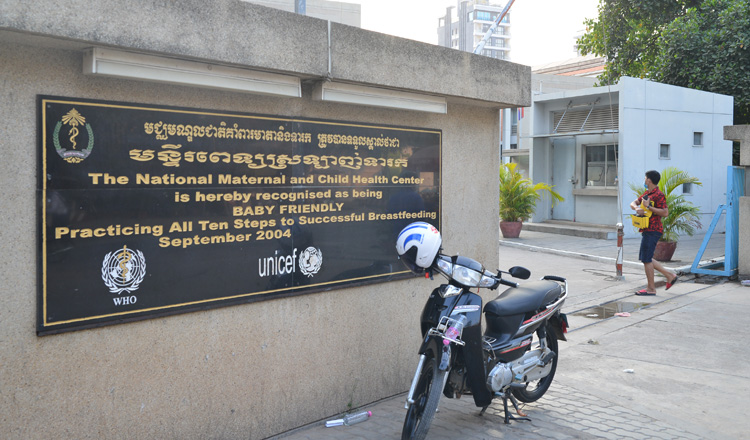 មជ្ឈមណ្ឌលជាតិគាំពារមាតានិងទារក ត្រូវបានទទួលស្គាល់ថាជា
មន្ទីរពេទ្យស្រឡាញ់ទារក
The National Maternal and Child Health Center
is hereby recognised as being
BABY FRIENDLY
Practicing All Ten Steps to Successful Breastfeeding
September 2004
WHO
unicef